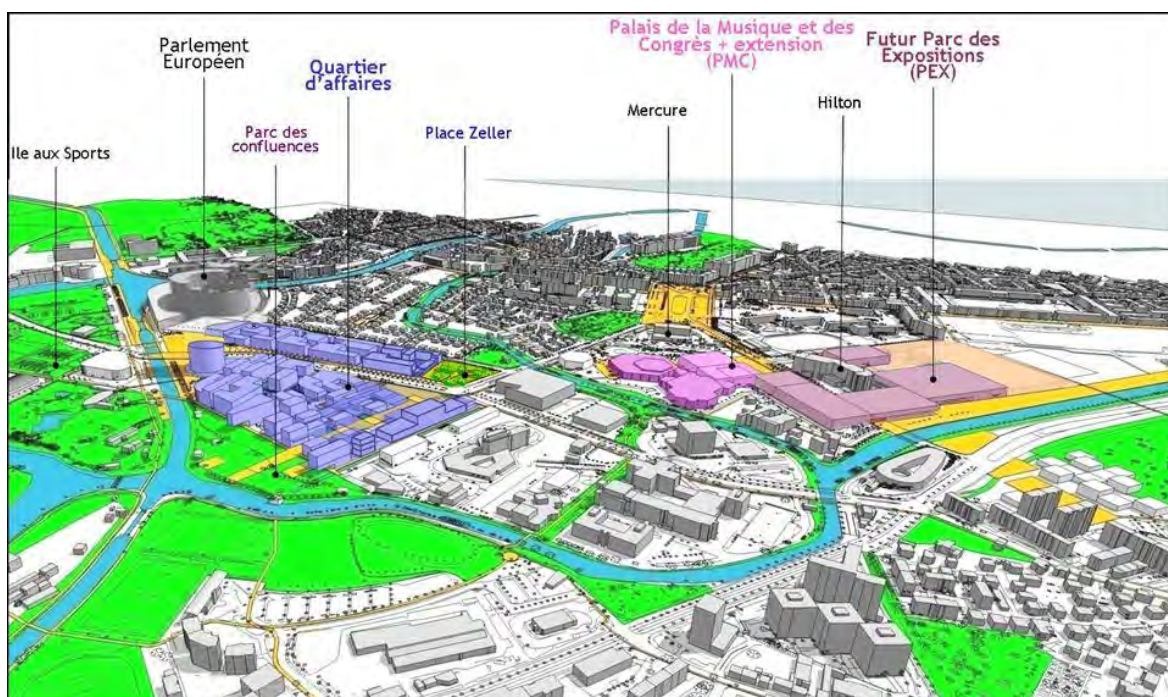 Parlement
Européen
Quartier
d'affaires
Palais de la Musique et des
Congrès + extension
(PMC)
Futur Parc des
Expositions
(PEX)
Ile aux Sports
Parc des
confluences
Place Zeller
Mercure
Hilton